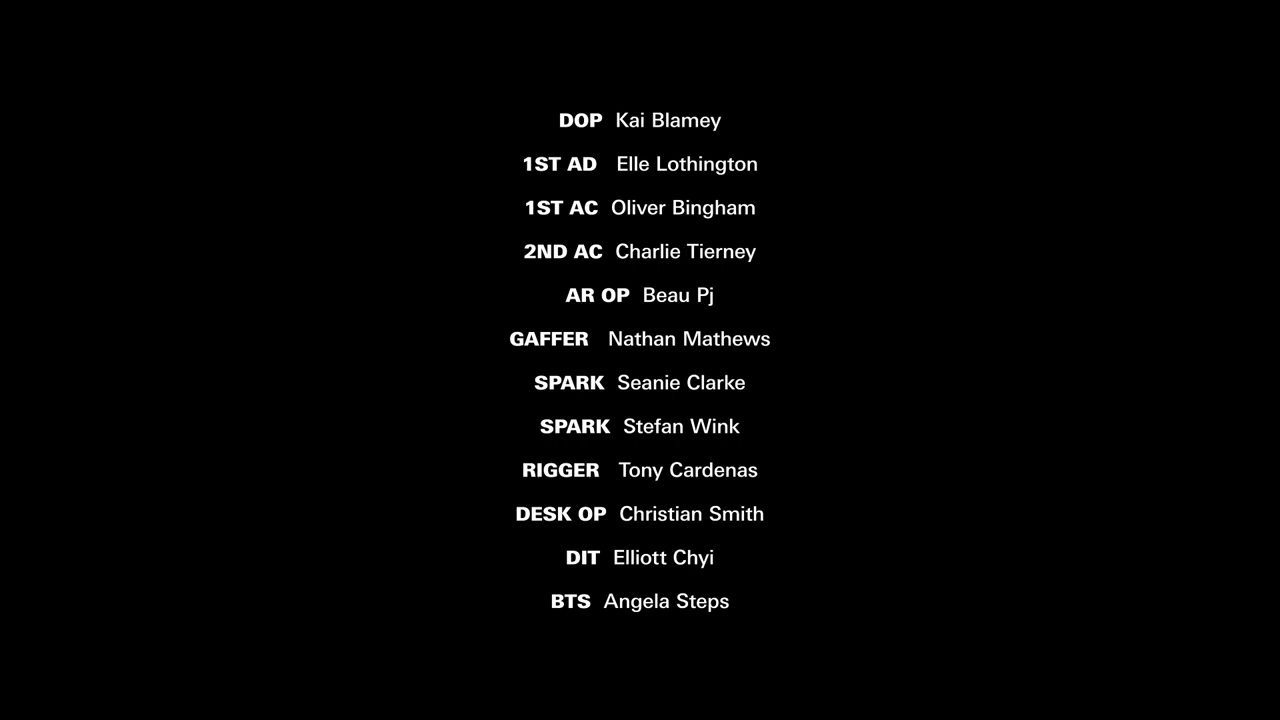 DOP Kai Blamey
1ST AD Elle Lothington
1ST AC Oliver Bingham
2ND AC Charlie Tierney
AR OP Beau Pj
GAFFER Nathan Mathews
SPARK Seanie Clarke
SPARK Stefan Wink
RIGGER Tony Cardenas
DESK OP Christian Smith
DIT Elliott Chyi
BTS Angela Steps